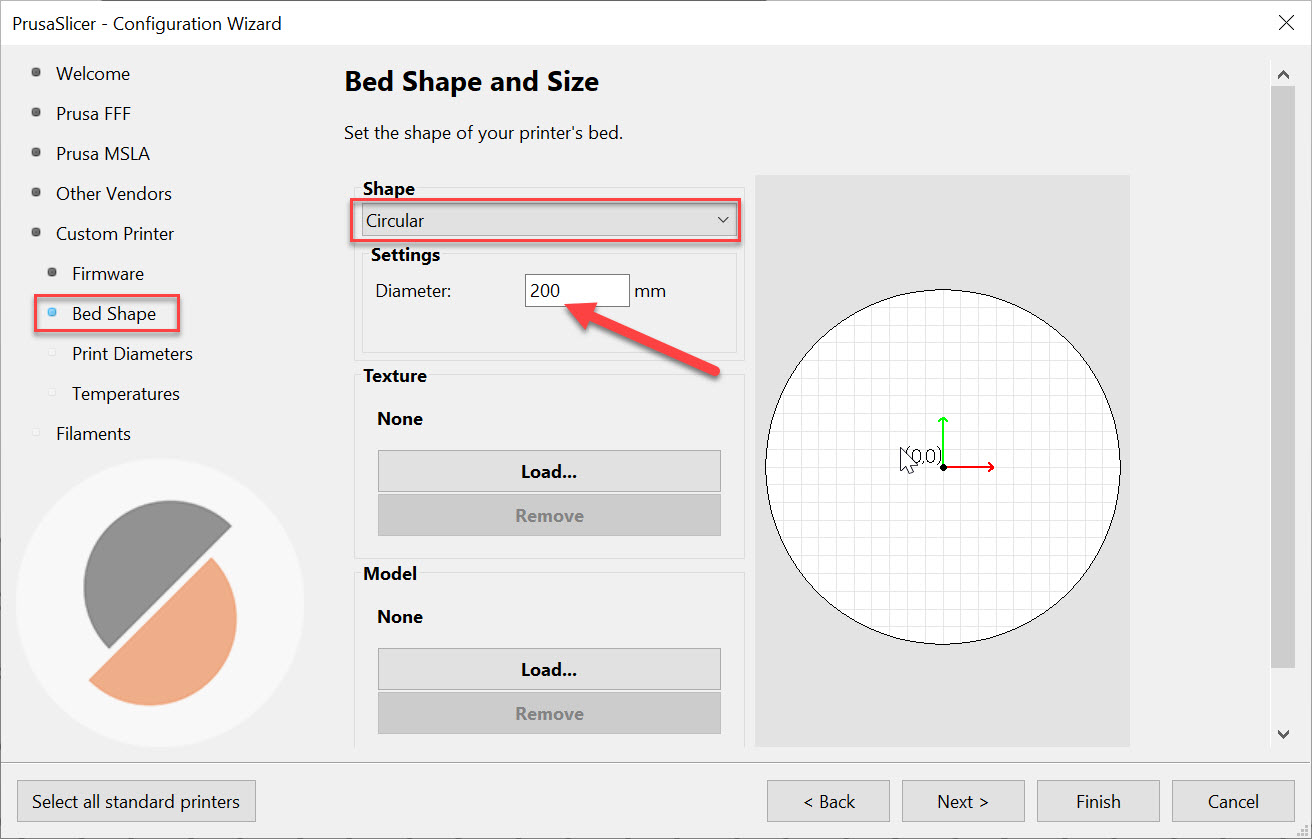 PrusaSlicer - Configuration Wizard
Welcome
Prusa FFF
Prusa MSLA
Other Vendors
Custom Printer
Firmware
Bed Shape
Print Diameters
Temperatures
Filaments
Bed Shape and Size
Set the shape of your printer's bed.
Shape
Circular
Settings
Diameter: 200 mm
Texture
None
Load...
Remove
Model
None
Load...
Remove
(0,0)
Select all standard printers
< Back
Next >
Finish
Cancel